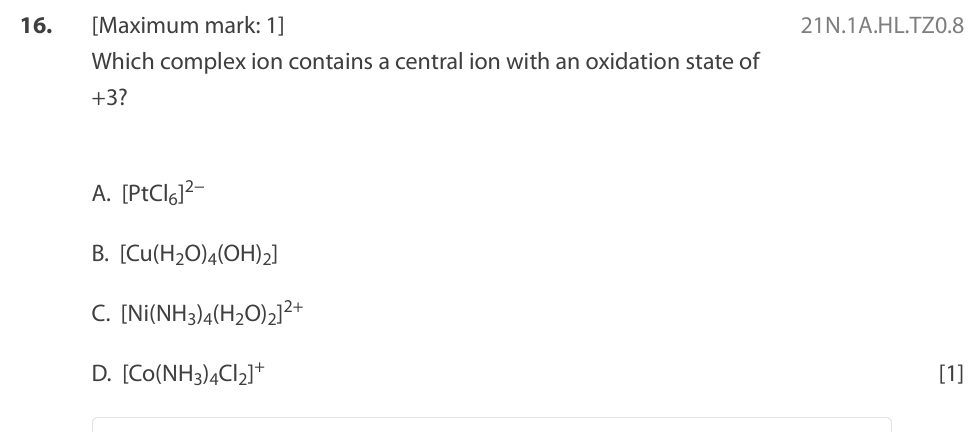 16. [Maximum mark: 1] 21N.1A.HL.TZ0.8
Which complex ion contains a central ion with an oxidation state of
+3?
A. [PtCl₆]²⁻
B. [Cu(H₂O)₄(OH)₂]
C. [Ni(NH₃)₄(H₂O)₂]²⁺
D. [Co(NH₃)₄Cl₂]⁺ [1]